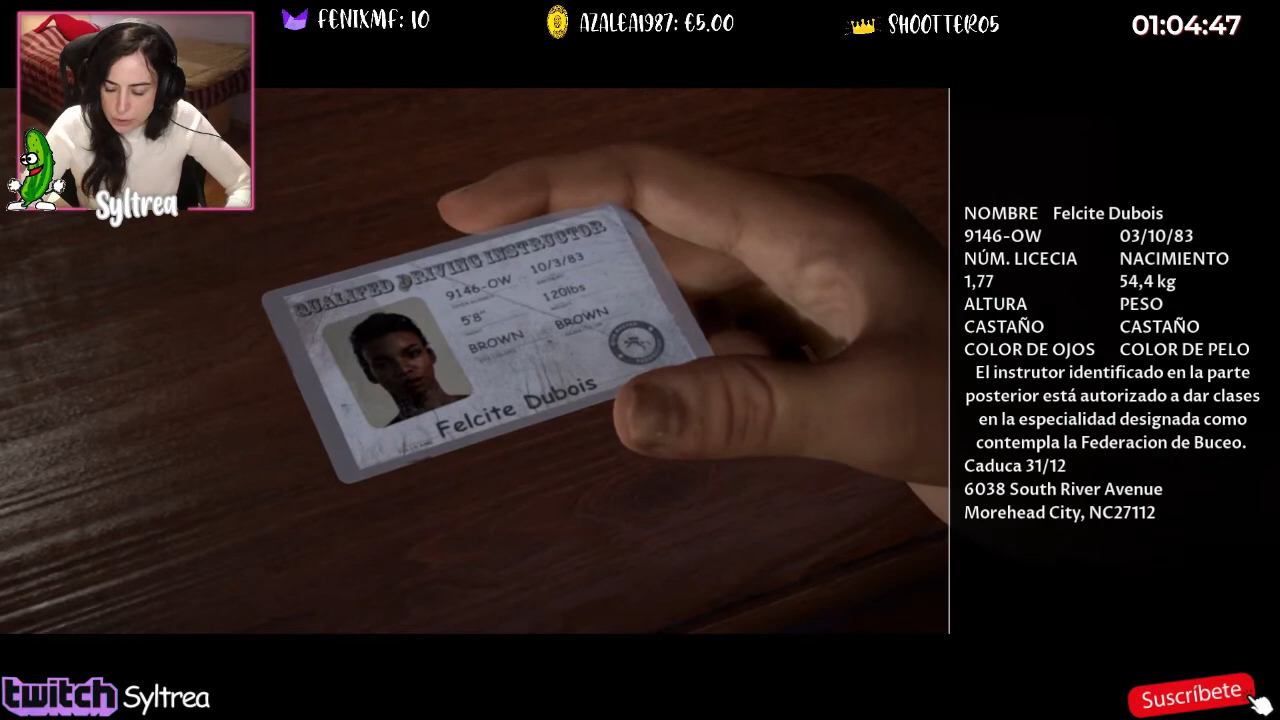 FENIXMF: 10
AZALEA1987: £5.00
SHOOTTER05
01:04:47
Syltrea
QUALIFED DRIVING INSTRUCTOR
9146-OW 10/3/83
5'8" 120lbs
BROWN BROWN
Felcite Dubois
NOMBRE Felcite Dubois
9146-OW 03/10/83
NÚM. LICECIA NACIMIENTO
1,77 54,4 kg
ALTURA PESO
CASTAÑO CASTAÑO
COLOR DE OJOS COLOR DE PELO
El instrutor identificado en la parte
posterior está autorizado a dar clases
en la especialidad designada como
contempla la Federacion de Buceo.
Caduca 31/12
6038 South River Avenue
Morehead City, NC27112
twitch Syltrea
Suscríbete